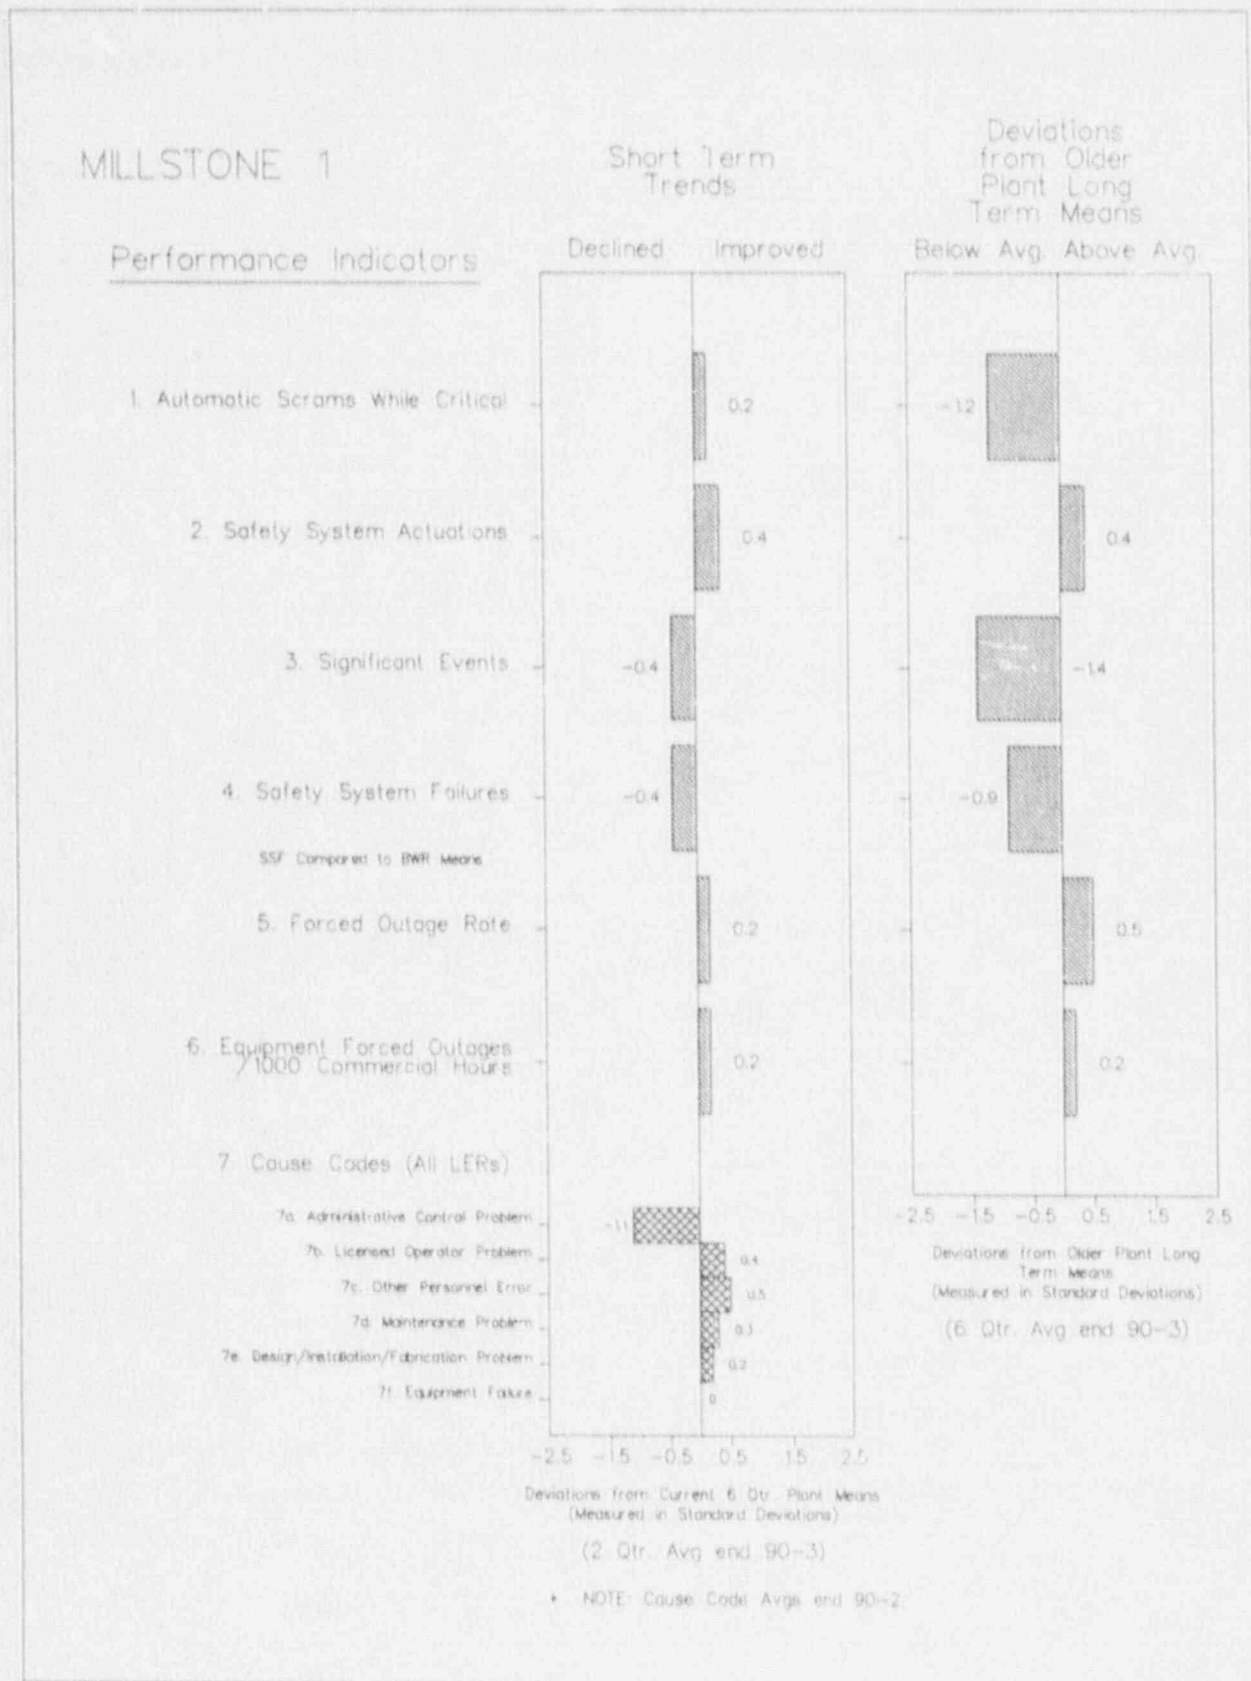 MILLSTONE 1
Short Term
Trends
Deviations
from Older
Plant Long
Term Means
Performance Indicators
Declined Improved
Below Avg. Above Avg.
1. Automatic Scrams While Critical
0.2
-1.2
2. Safety System Actuations
0.4
0.4
3. Significant Events
-0.4
-1.4
4. Safety System Failures
-0.4
-0.9
SSF Compared to BWR Means
5. Forced Outage Rate
0.2
0.5
6. Equipment Forced Outages
/1000 Commercial Hours
0.2
0.2
7. Cause Codes (All LERs)
7a. Administrative Control Problem
-1.1
7b. Licensed Operator Problem
0.4
7c. Other Personnel Error
0.5
7d. Maintenance Problem
0.3
7e. Design/Installation/Fabrication Problem
0.2
7f. Equipment Failure
0
-2.5 -1.5 -0.5 0.5 1.5 2.5
Deviations from Current 6 Qtr. Plant Means
(Measured in Standard Deviations)
(2 Qtr. Avg end 90-3)
* NOTE: Cause Code Avgs end 90-2
-2.5 -1.5 -0.5 0.5 1.5 2.5
Deviations from Older Plant Long
Term Means
(Measured in Standard Deviations)
(6 Qtr. Avg end 90-3)